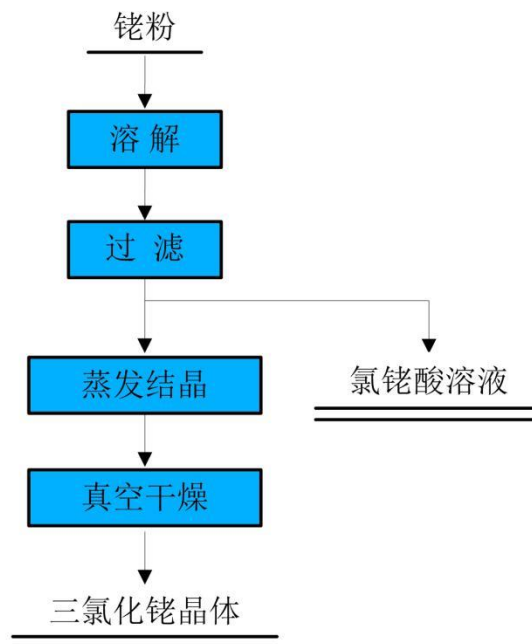 铑粉
溶解
过滤
蒸发结晶
氯铑酸溶液
真空干燥
三氯化铑晶体